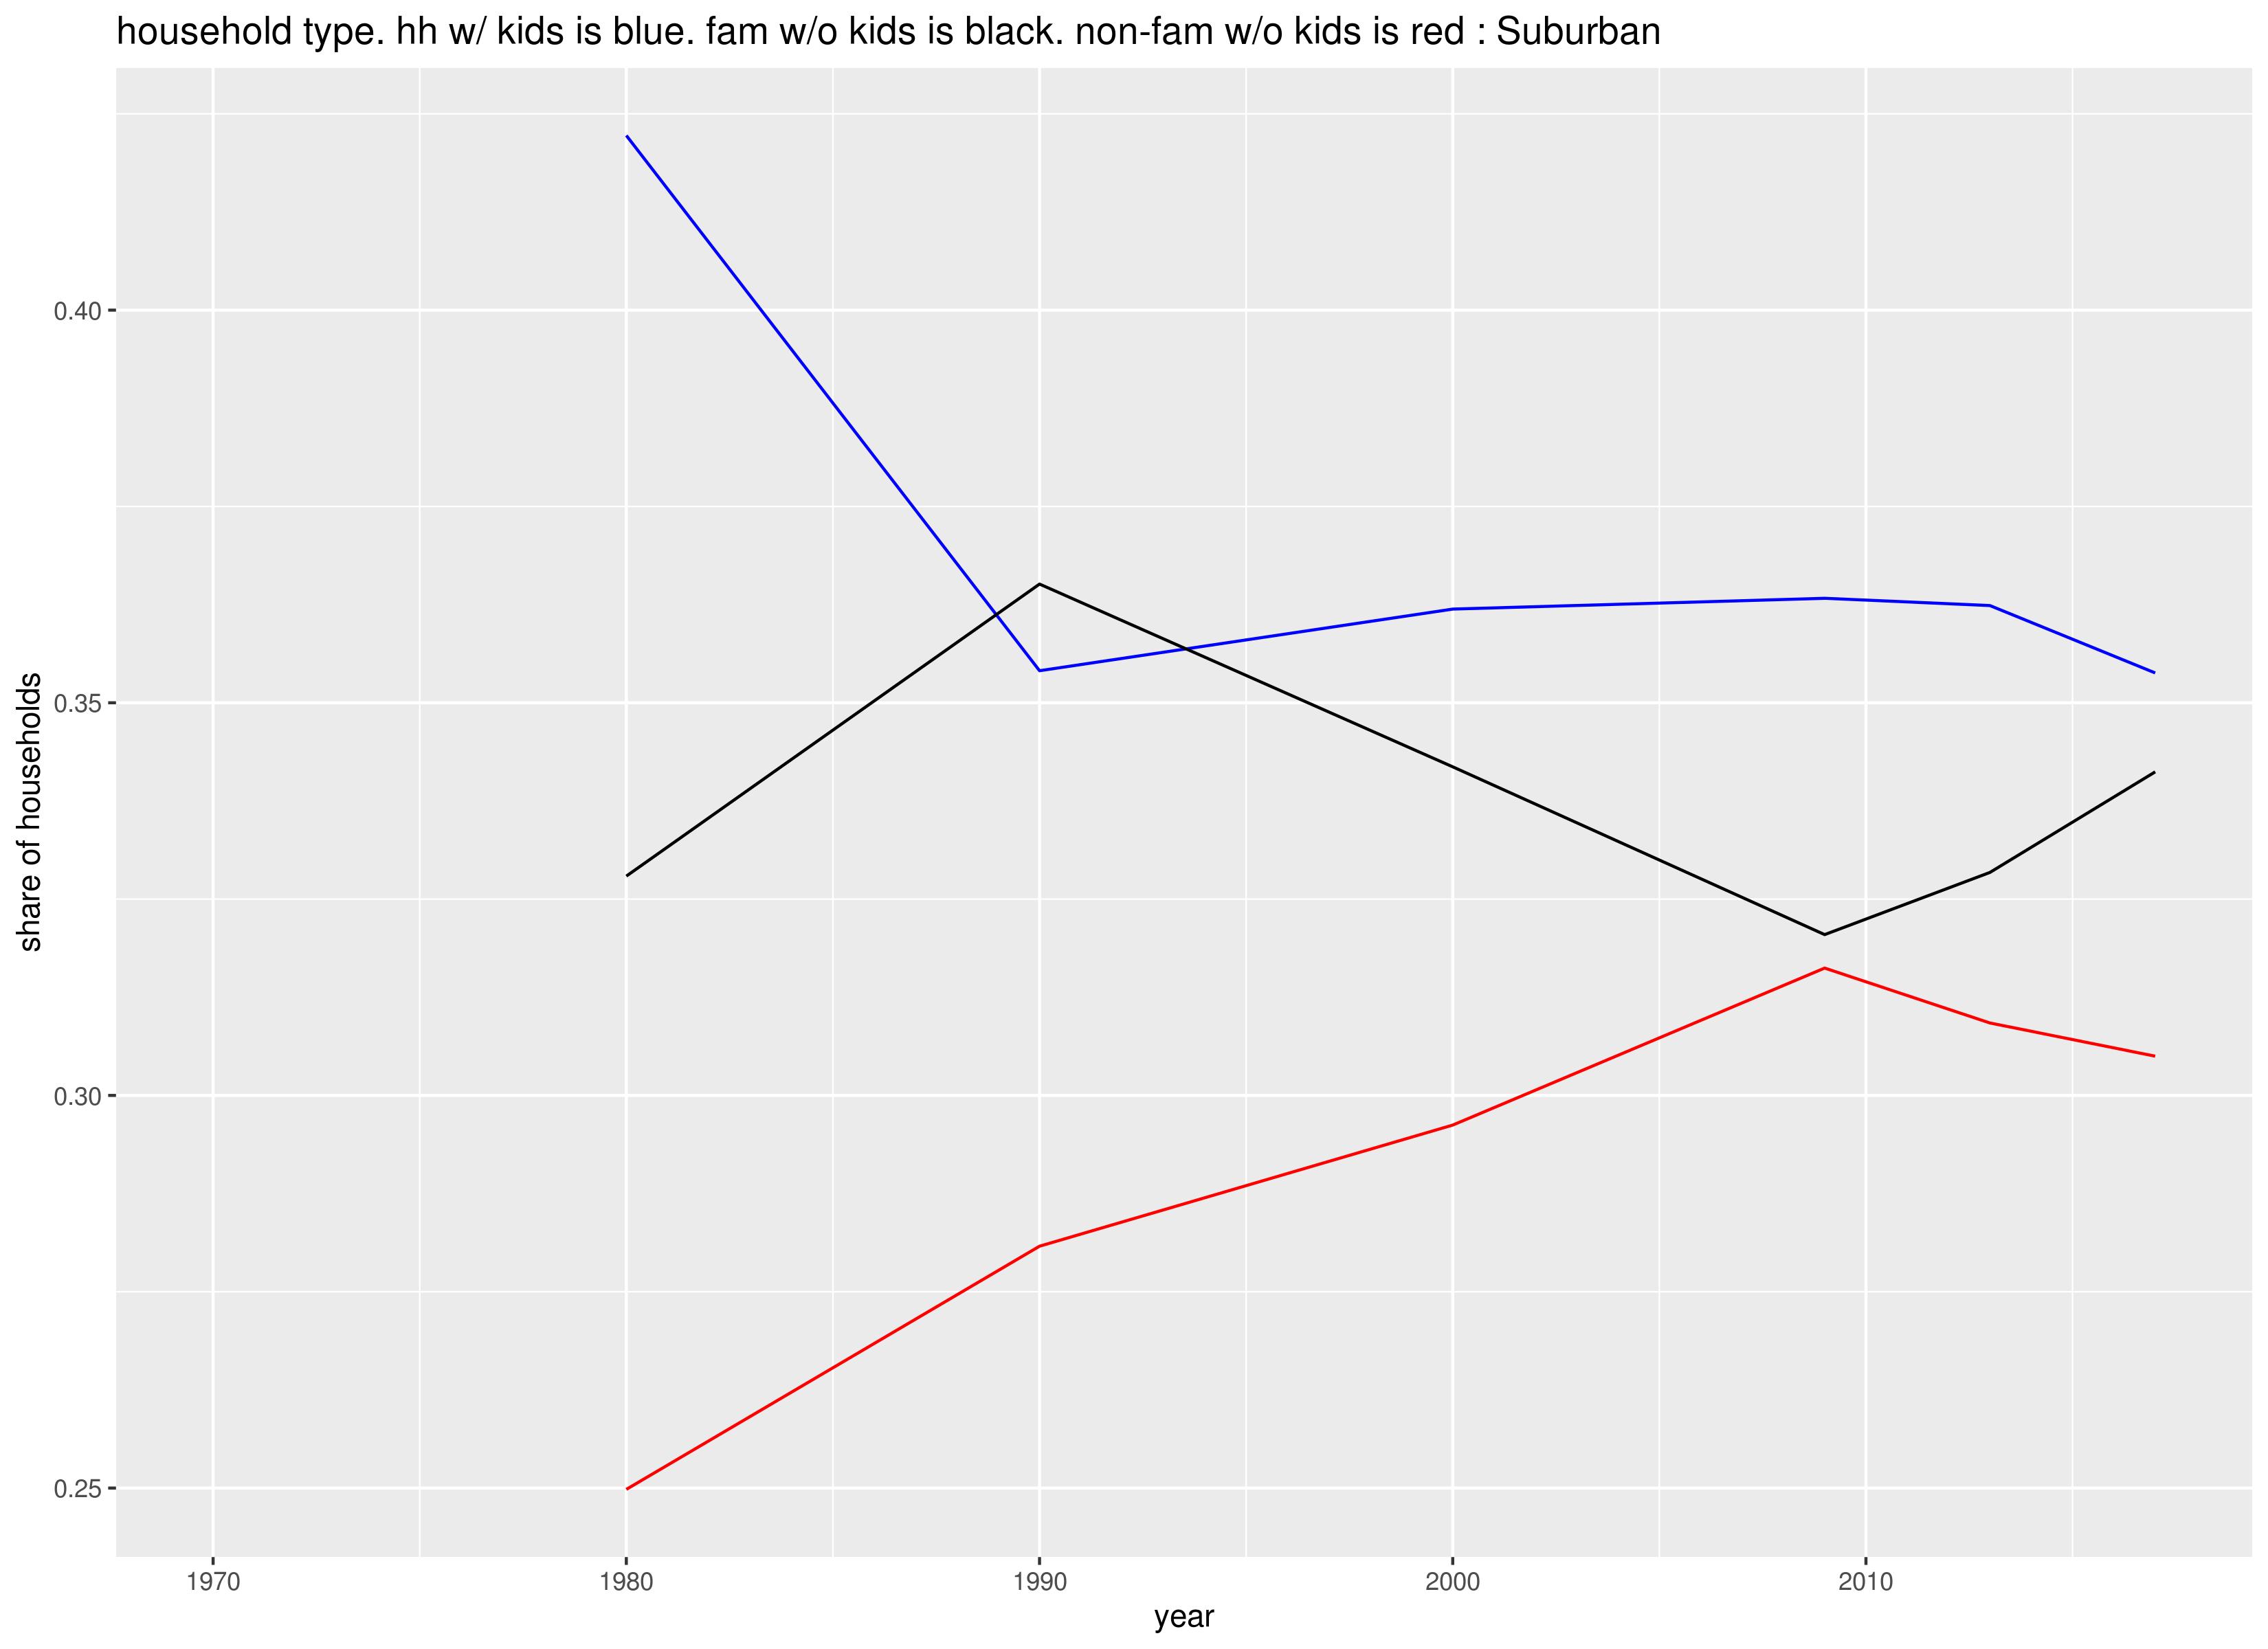 household type. hh w/ kids is blue. fam w/o kids is black. non-fam w/o kids is red : Suburban
share of households
0.40
0.35
0.30
0.25
1970 1980 1990 2000 2010
year